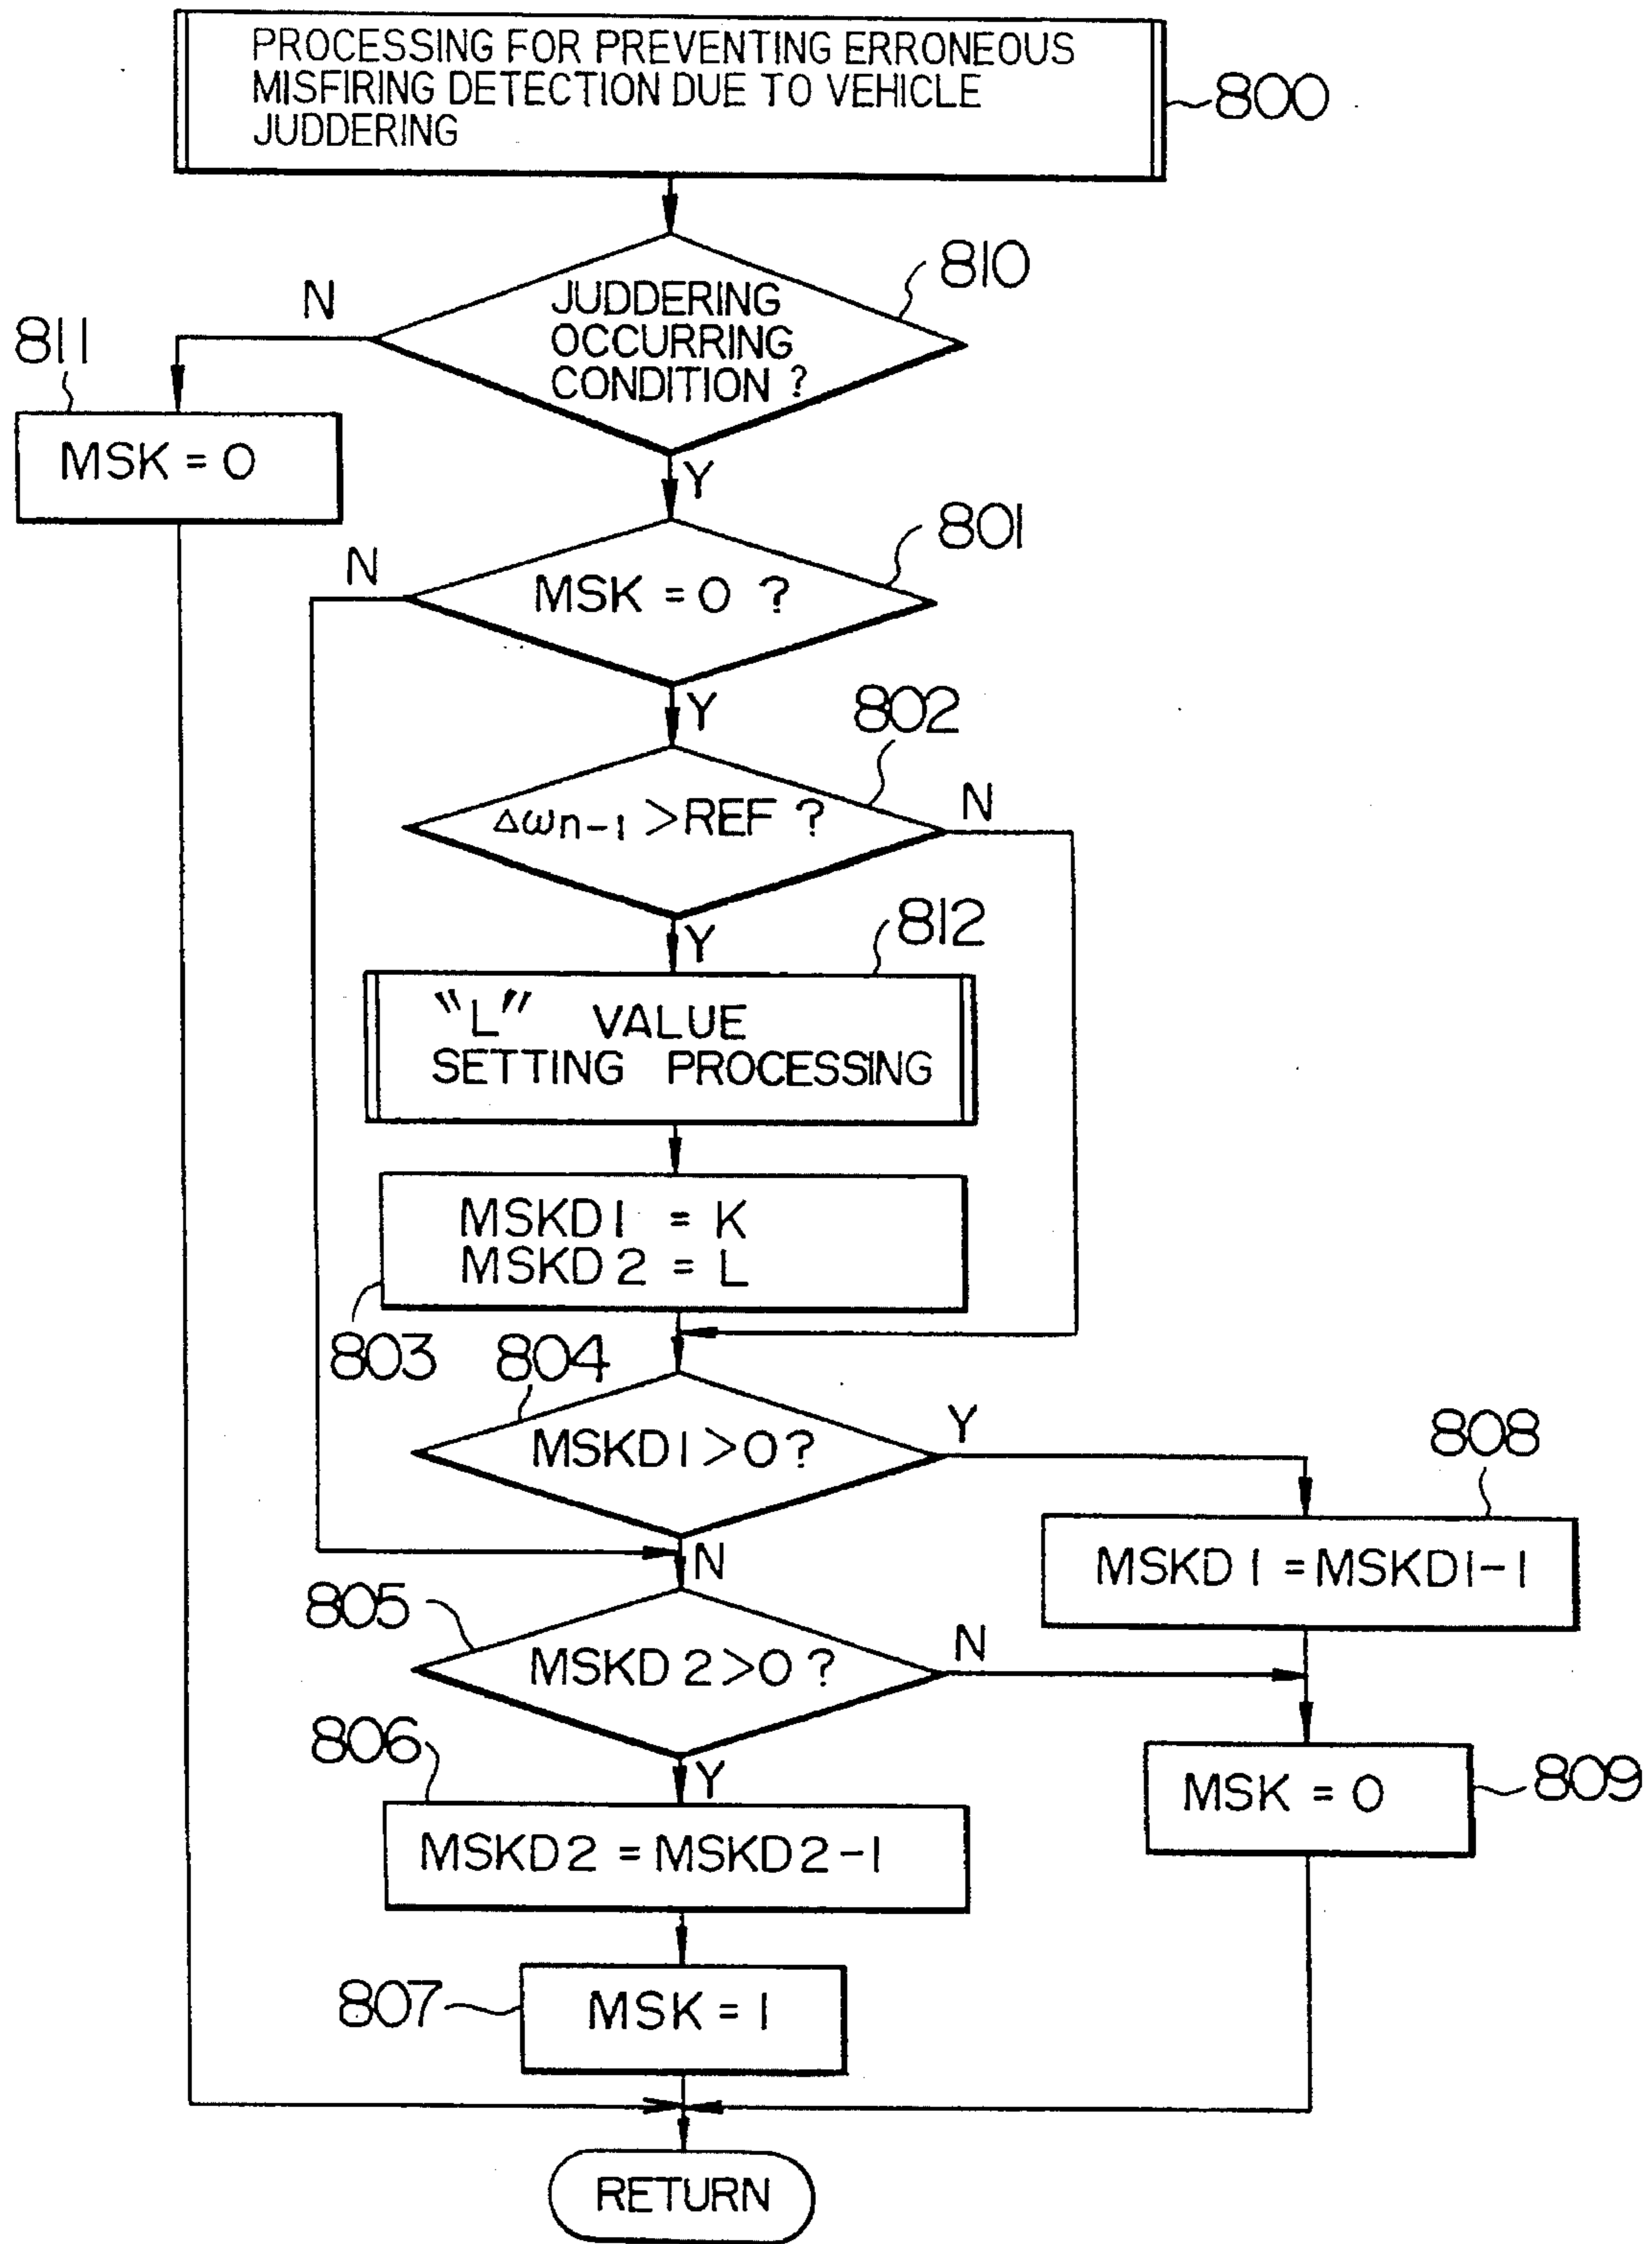 PROCESSING FOR PREVENTING ERRONEOUS
MISFIRING DETECTION DUE TO VEHICLE
JUDDERING
800
810
N
JUDDERING
OCCURRING
CONDITION ?
811
MSK = 0
Y
801
N
MSK = 0 ?
Y
802
Δωn-1 > REF ?
N
Y
812
"L" VALUE
SETTING PROCESSING
MSKD1 = K
MSKD2 = L
803
804
MSKD1 > 0 ?
Y
808
N
MSKD1 = MSKD1-1
805
MSKD2 > 0 ?
N
806
Y
MSKD2 = MSKD2-1
MSK = 0
809
807
MSK = 1
RETURN